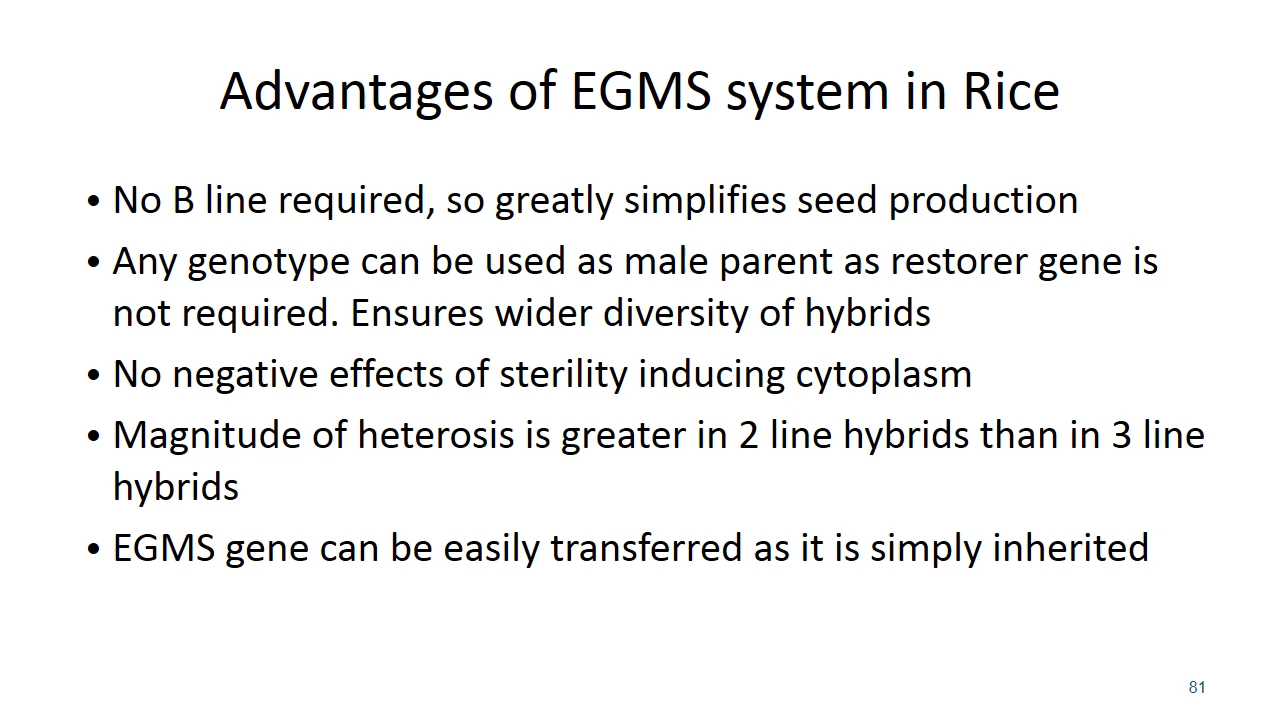 Advantages of EGMS system in Rice
• No B line required, so greatly simplifies seed production
• Any genotype can be used as male parent as restorer gene is
not required. Ensures wider diversity of hybrids
• No negative effects of sterility inducing cytoplasm
• Magnitude of heterosis is greater in 2 line hybrids than in 3 line
hybrids
• EGMS gene can be easily transferred as it is simply inherited
81